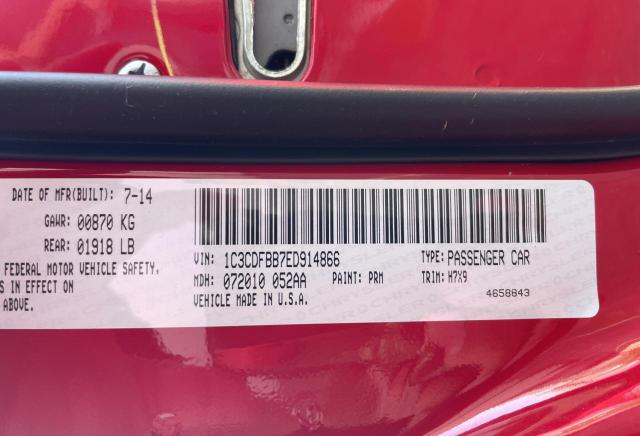 DATE OF MFR(BUILT): 7-14
GAWR: 00870 KG
REAR: 01918 LB
FEDERAL MOTOR VEHICLE SAFETY,
S IN EFFECT ON
ABOVE.
VIN: 1C3CDFBB7ED914866
TYPE: PASSENGER CAR
MDH: 072010 052AA
PAINT: PRM
TRIM: H7X9
VEHICLE MADE IN U.S.A.
4658843